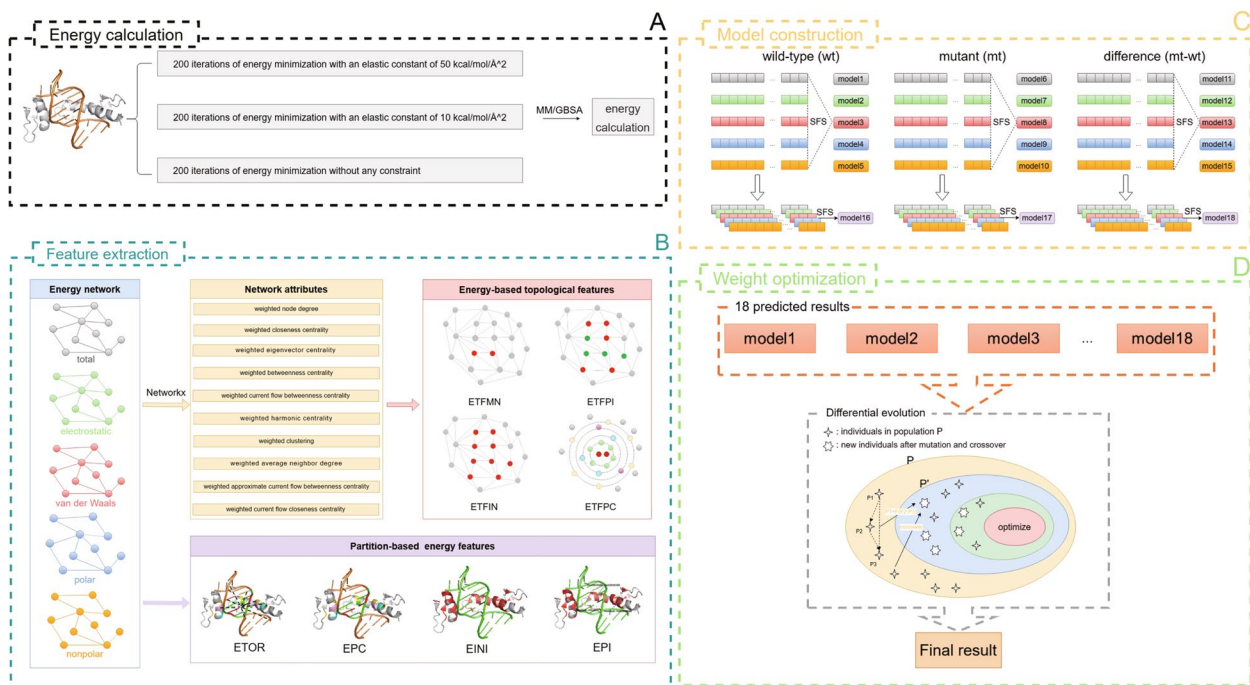 A
Energy calculation
200 iterations of energy minimization with an elastic constant of 50 kcal/mol/Å^2
200 iterations of energy minimization with an elastic constant of 10 kcal/mol/Å^2
200 iterations of energy minimization without any constraint
MM/GBSA
energy
calculation
B
Feature extraction
Energy network
total
electrostatic
van der Waals
polar
nonpolar
Networkx
Network attributes
weighted node degree
weighted closeness centrality
weighted eigenvector centrality
weighted betweenness centrality
weighted current flow betweenness centrality
weighted harmonic centrality
weighted clustering
weighted average neighbor degree
weighted approximate current flow betweenness centrality
weighted current flow closeness centrality
Energy-based topological features
ETFMN
ETFPI
ETFIN
ETFPC
Partition-based energy features
ETOR
EPC
EINI
EPI
C
Model construction
wild-type (wt)
mutant (mt)
difference (mt-wt)
... model1
... model2
... SFS model3
... model4
... model5
SFS model16
... model6
... model7
... SFS model8
... model9
... model10
SFS model17
... model11
... model12
... SFS model13
... model14
... model15
SFS model18
D
Weight optimization
18 predicted results
model1
model2
model3
...
model18
Differential evolution
: individuals in population P
: new individuals after mutation and crossover
P
P'
P1
P2
P3
optimize
Final result